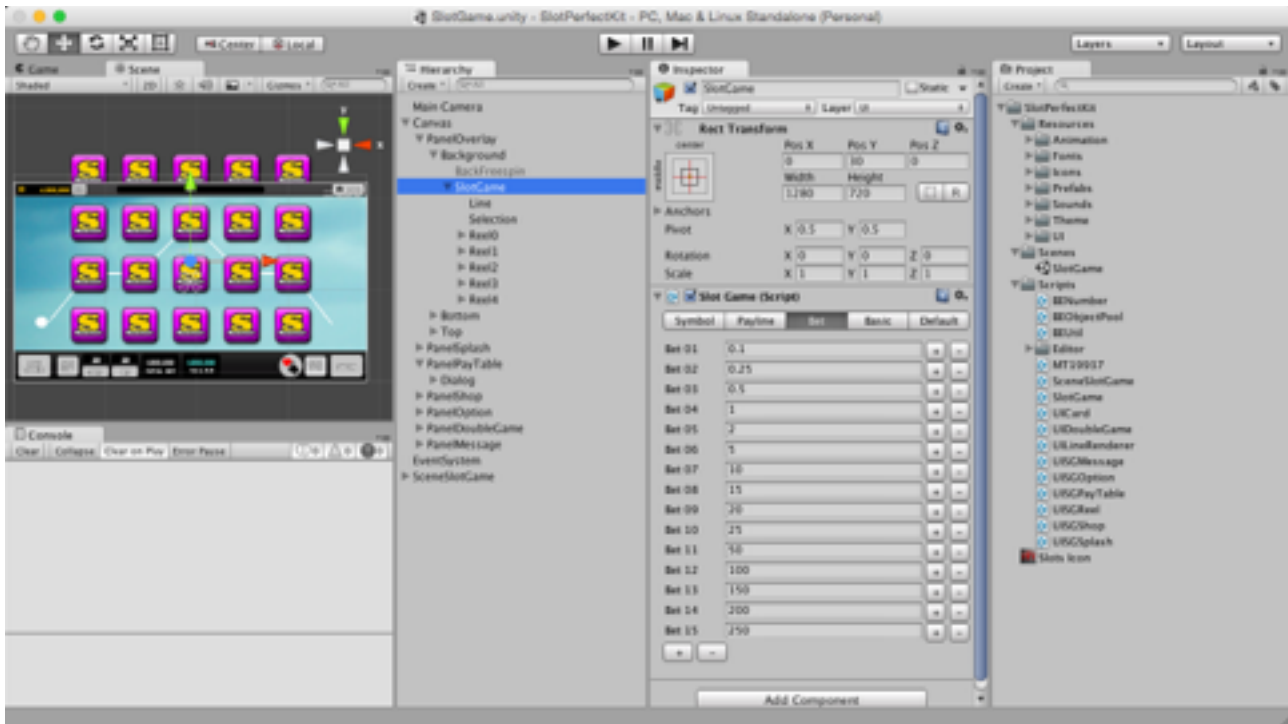 SlotGame.unity - SlotPerfectKit - PC, Mac & Linux Standalone (Personal)
Center Local
Layers Layout
Game Scene
Shaded 2D Gizmos
Hierarchy
Create
Main Camera
Canvas
PanelOverlay
Background
BackFreespin
SlotGame
Line
Selection
Reel0
Reel1
Reel2
Reel3
Reel4
Bottom
Top
PanelSplash
PanelPayTable
Dialog
PanelShop
PanelOption
PanelDoubleGame
PanelMessage
EventSystem
SceneSlotGame
Console
Clear Collapse Clear on Play Error Pause
Inspector
SlotGame Static
Tag Untagged Layer UI
Rect Transform
center Pos X Pos Y Pos Z
middle 0 30 0
Width Height
1280 720 R
Anchors
Pivot X 0.5 Y 0.5
Rotation X 0 Y 0 Z 0
Scale X 1 Y 1 Z 1
Slot Game (Script)
Symbol Payline Bet Basic Default
Bet 01 0.1
Bet 02 0.25
Bet 03 0.5
Bet 04 1
Bet 05 2
Bet 06 5
Bet 07 10
Bet 08 15
Bet 09 20
Bet 10 25
Bet 11 50
Bet 12 100
Bet 13 150
Bet 14 200
Bet 15 250
+ -
Add Component
Project
Create
SlotPerfectKit
Resources
Animation
Fonts
Icons
Prefabs
Sounds
Theme
UI
Scenes
SlotGame
Scripts
BENumber
BEObjectPool
BEUtil
Editor
MT19937
SceneSlotGame
SlotGame
UICard
UIDoubleGame
UILineRenderer
UISGMessage
UISGOption
UISGPayTable
UISGReel
UISGShop
UISGSplash
Slots Icon